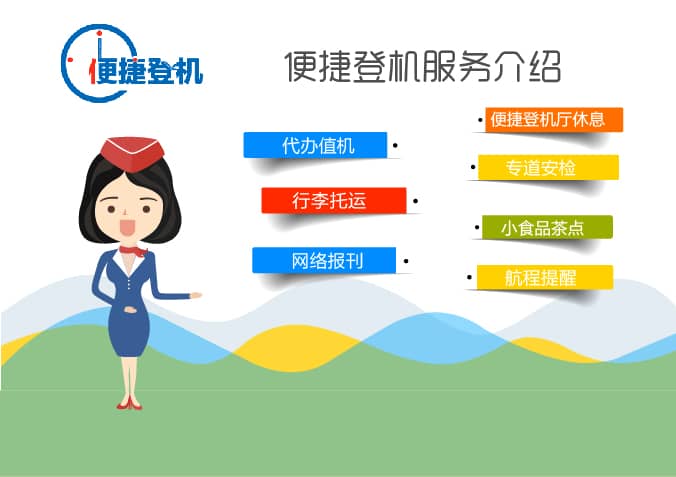 便捷登机
便捷登机服务介绍
代办值机
行李托运
网络报刊
便捷登机厅休息
专道安检
小食品茶点
航程提醒